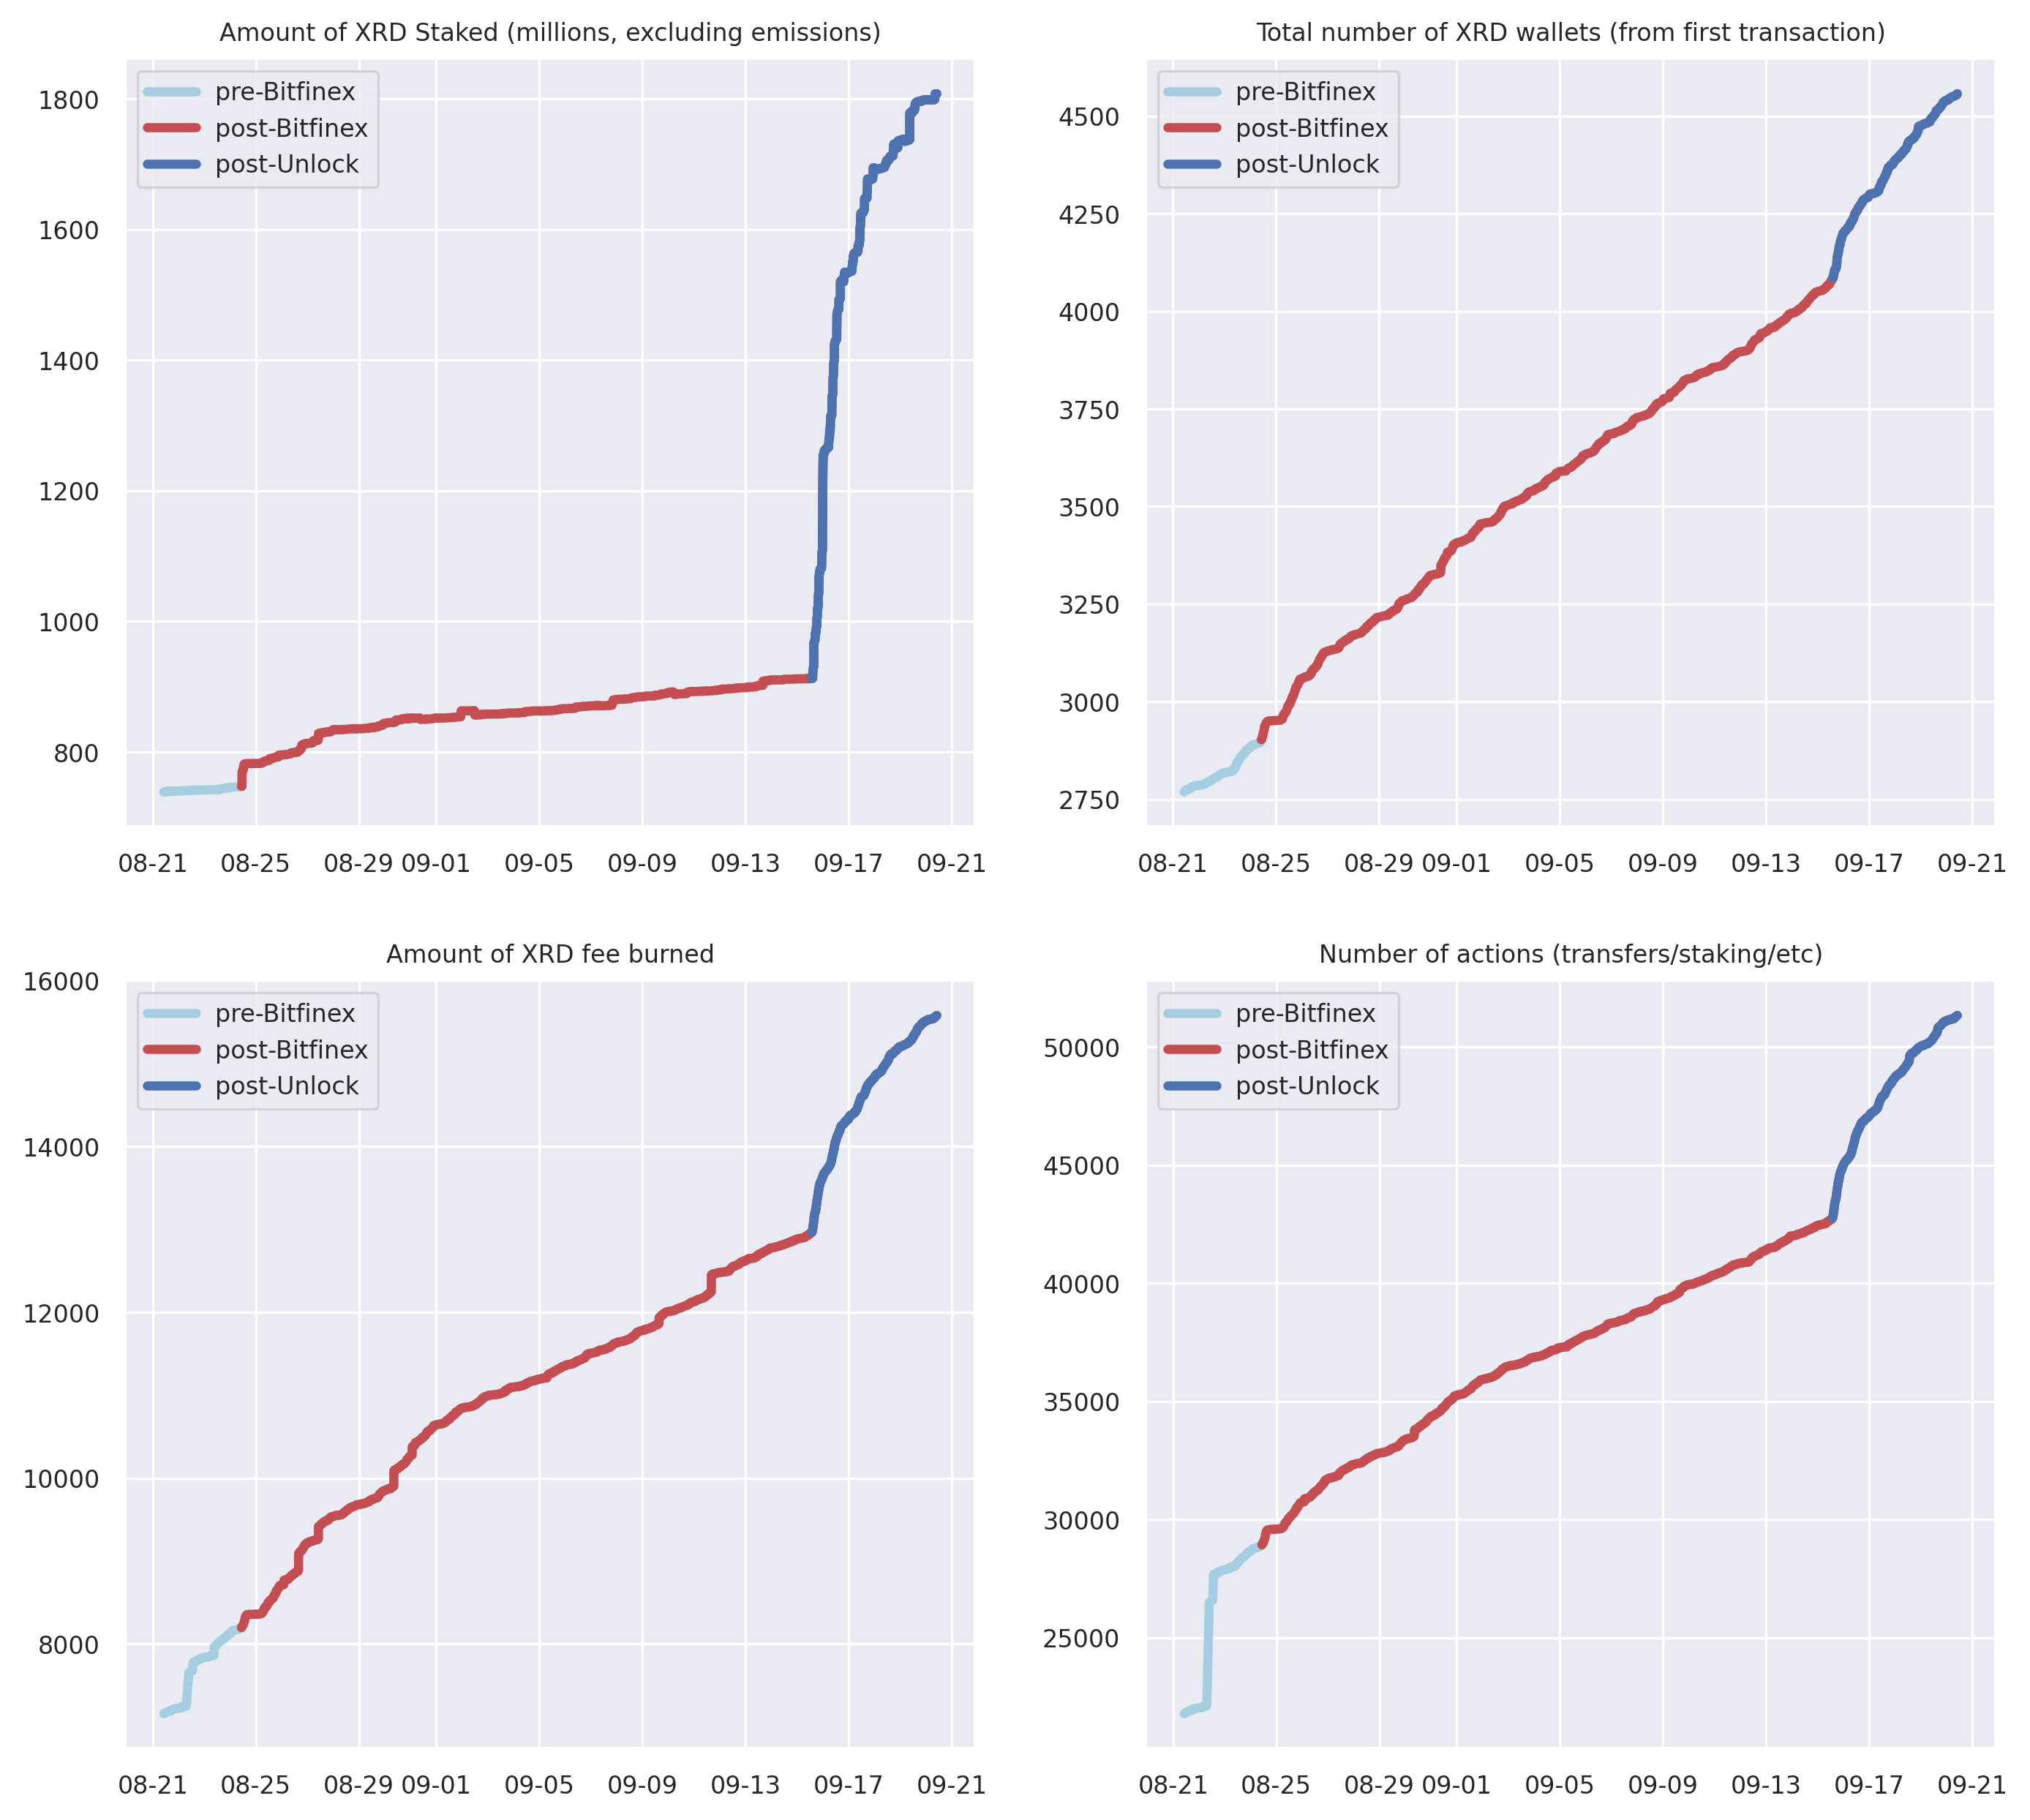 Amount of XRD Staked (millions, excluding emissions)
pre-Bitfinex
post-Bitfinex
post-Unlock
1800
1600
1400
1200
1000
800
08-21 08-25 08-29 09-01 09-05 09-09 09-13 09-17 09-21
Total number of XRD wallets (from first transaction)
pre-Bitfinex
post-Bitfinex
post-Unlock
4500
4250
4000
3750
3500
3250
3000
2750
08-21 08-25 08-29 09-01 09-05 09-09 09-13 09-17 09-21
Amount of XRD fee burned
pre-Bitfinex
post-Bitfinex
post-Unlock
16000
14000
12000
10000
8000
08-21 08-25 08-29 09-01 09-05 09-09 09-13 09-17 09-21
Number of actions (transfers/staking/etc)
pre-Bitfinex
post-Bitfinex
post-Unlock
50000
45000
40000
35000
30000
25000
08-21 08-25 08-29 09-01 09-05 09-09 09-13 09-17 09-21